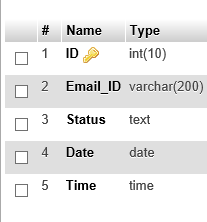 # Name Type
1 ID int(10)
2 Email_ID varchar(200)
3 Status text
4 Date date
5 Time time